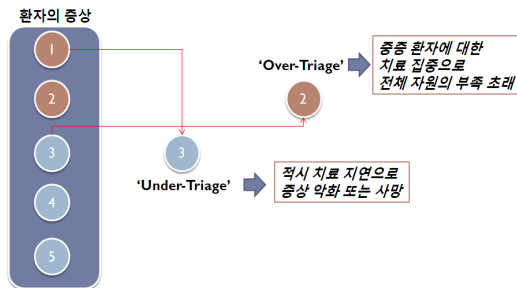 환자의 증상
1
2
3
4
5
3
‘Under-Triage’
적시 치료 지연으로
증상 악화 또는 사망
‘Over-Triage’
2
중증 환자에 대한
치료 집중으로
전체 자원의 부족 초래